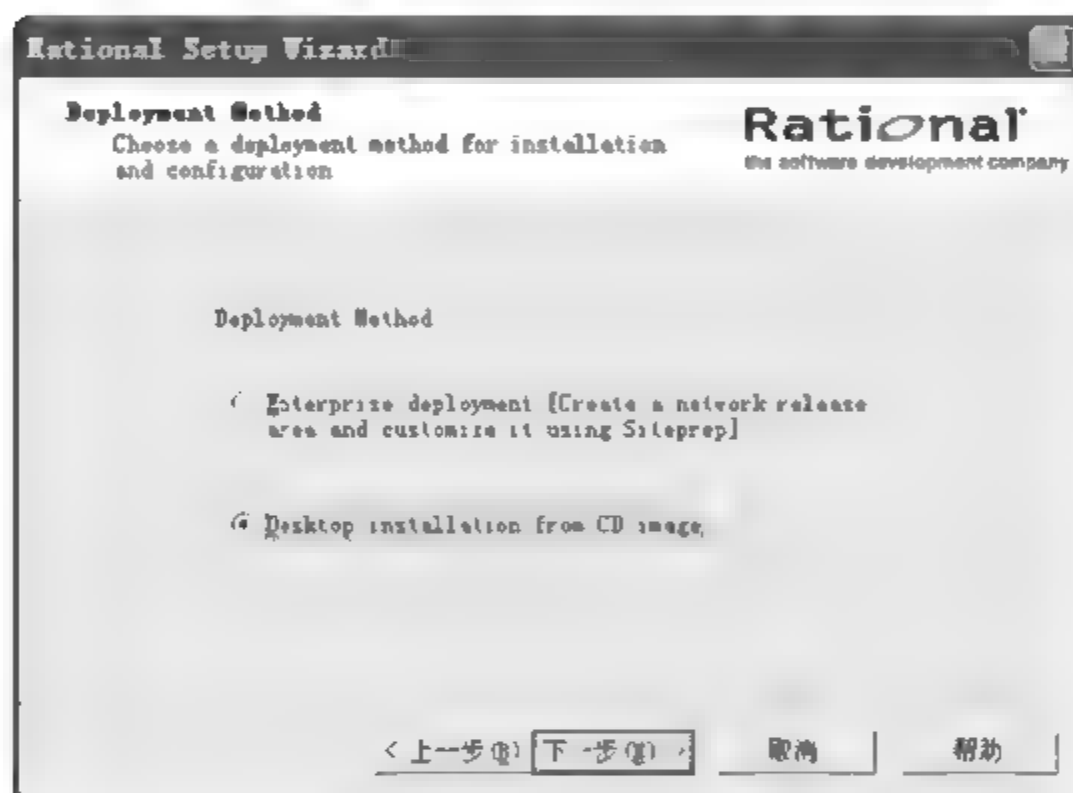 Rational Setup Wizard
Deployment Method
Choose a deployment method for installation
and configuration
Rational
the software development company
Deployment Method
Enterprise deployment [Create a network release
area and customize it using Siteprep]
Desktop installation from CD image
< 上一步(B) 下一步(N) > 取消 帮助